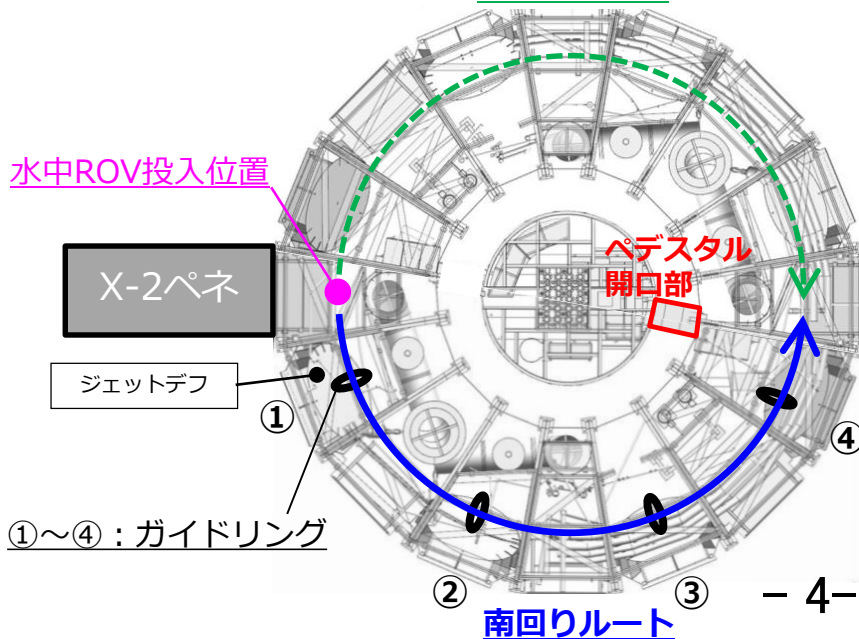 水中ROV投入位置
ペデスタル
開口部
X-2ペネ
ジェットデフ
①
④
①～④：ガイドリング
②
③
南回りルート
- 4-